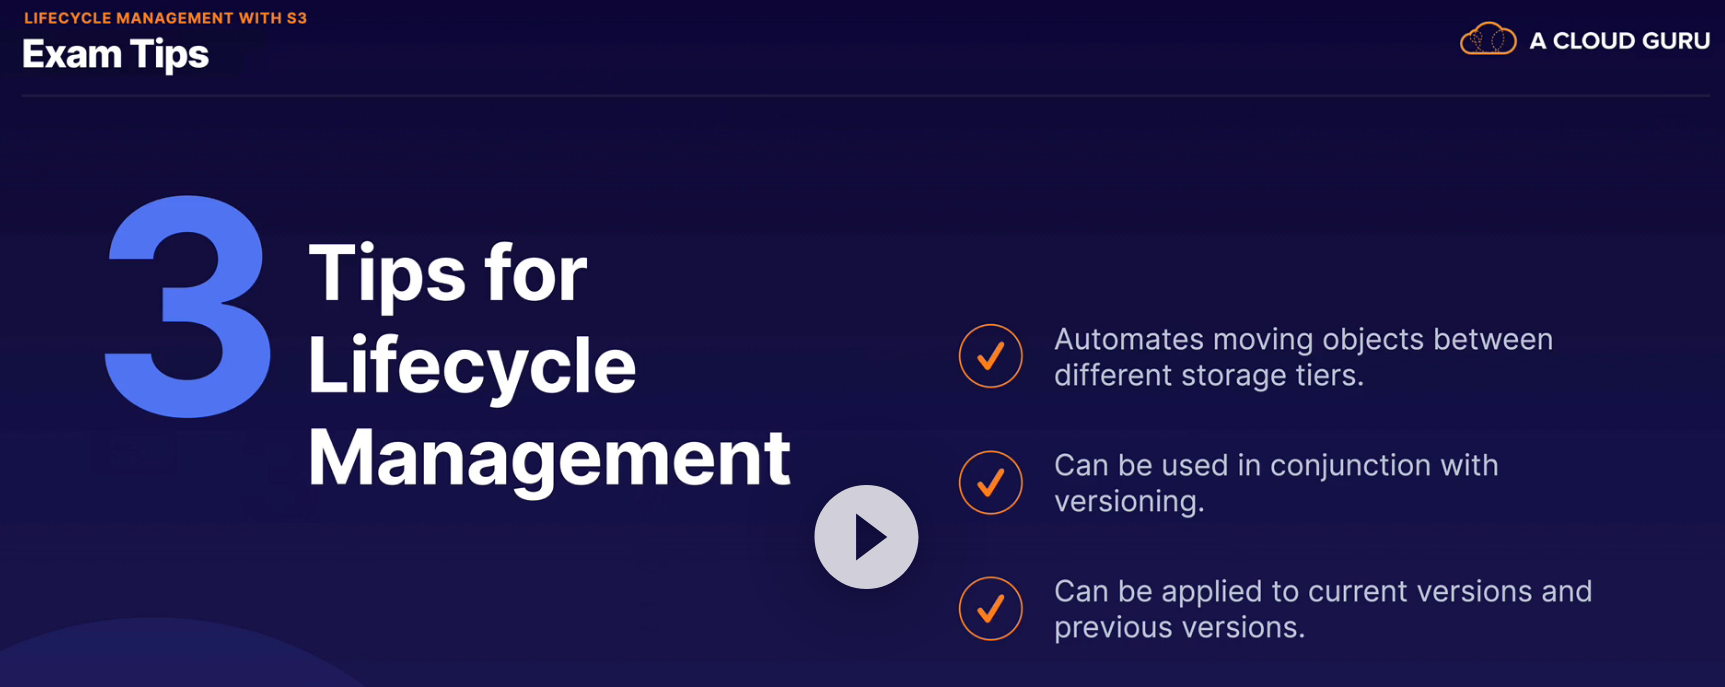 LIFECYCLE MANAGEMENT WITH S3
Exam Tips
A CLOUD GURU
3
Tips for
Lifecycle
Management
Automates moving objects between
different storage tiers.
Can be used in conjunction with
versioning.
Can be applied to current versions and
previous versions.